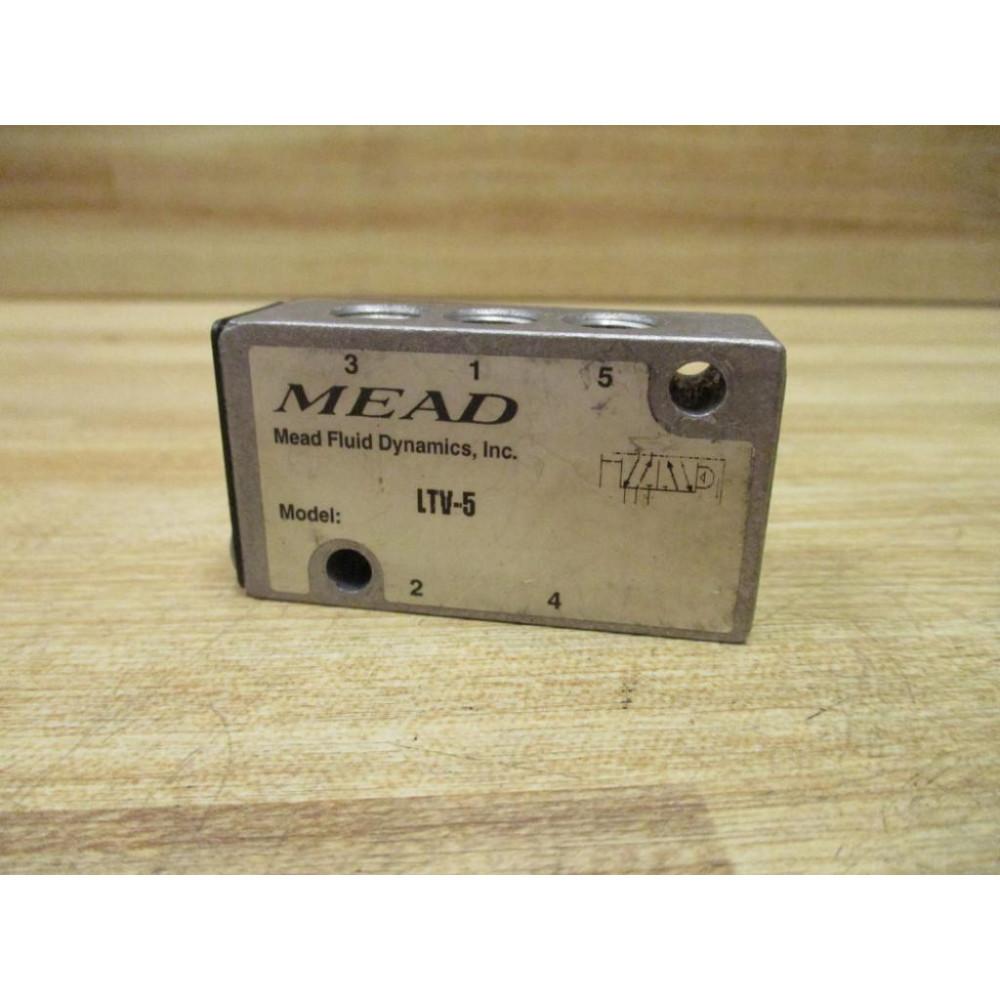 3 1 5
MEAD
Mead Fluid Dynamics, Inc.
Model: LTV-5
2 4